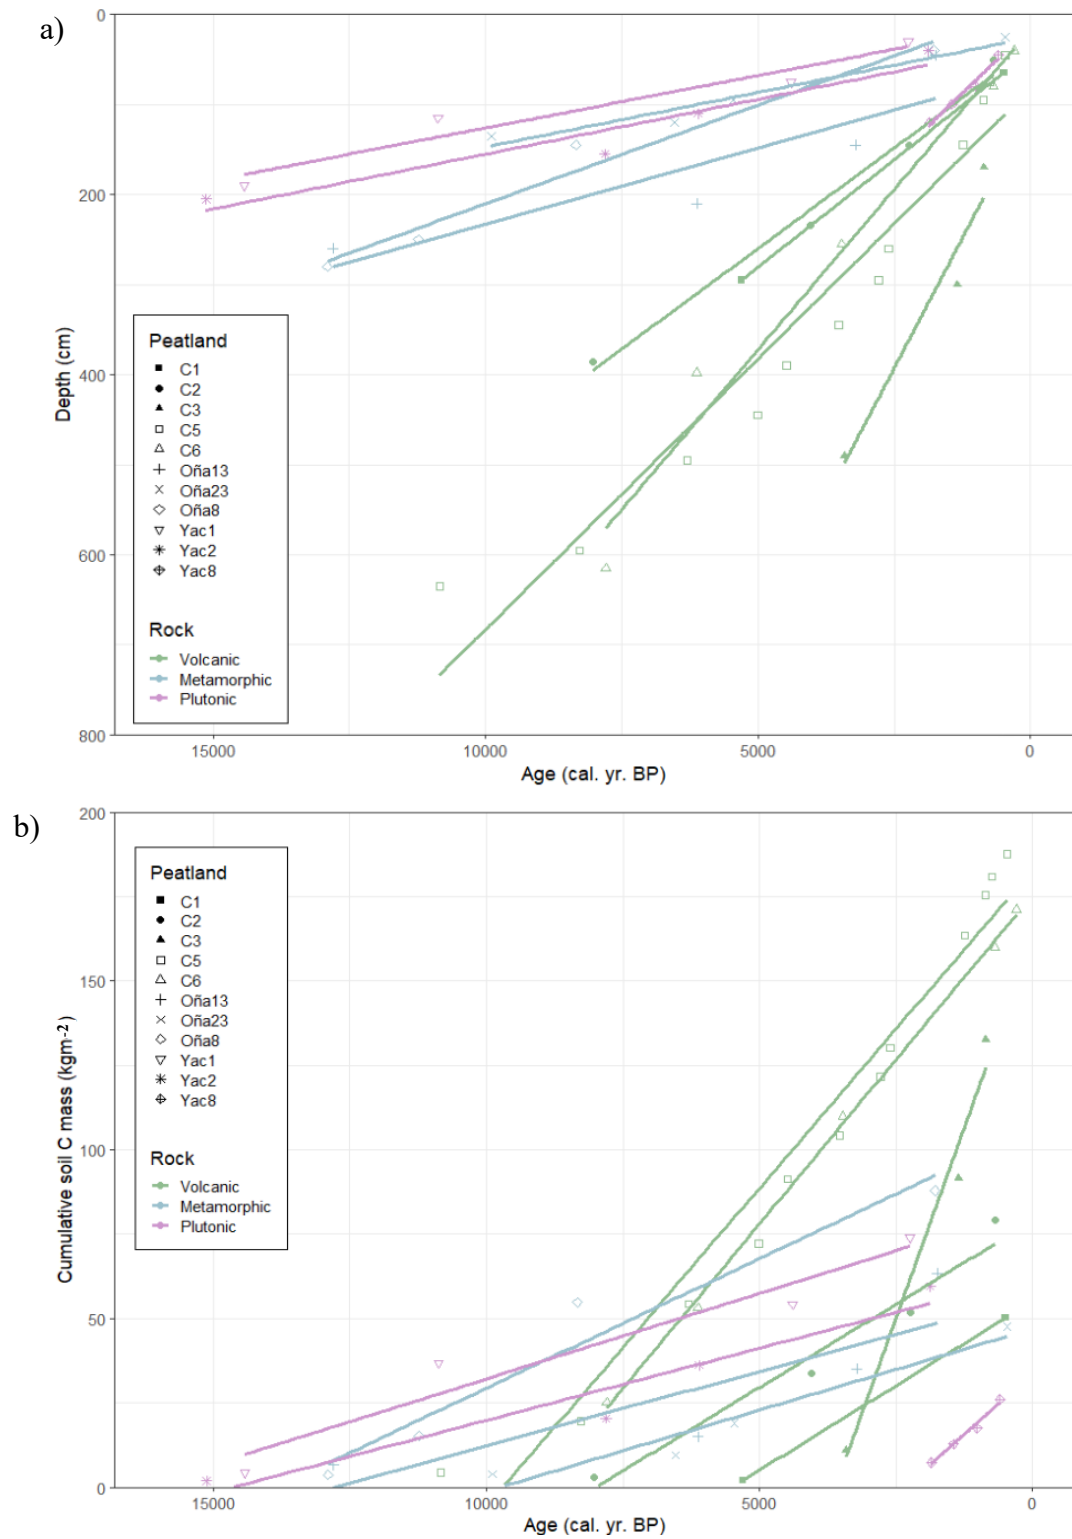 a)
0
200
400
600
800
Depth (cm)
Peatland
C1
C2
C3
C5
C6
Oña13
Oña23
Oña8
Yac1
Yac2
Yac8
Rock
Volcanic
Metamorphic
Plutonic
15000 10000 5000 0
Age (cal. yr. BP)
b)
200
150
100
50
0
Cumulative soil C mass (kgm-2)
Peatland
C1
C2
C3
C5
C6
Oña13
Oña23
Oña8
Yac1
Yac2
Yac8
Rock
Volcanic
Metamorphic
Plutonic
15000 10000 5000 0
Age (cal. yr. BP)